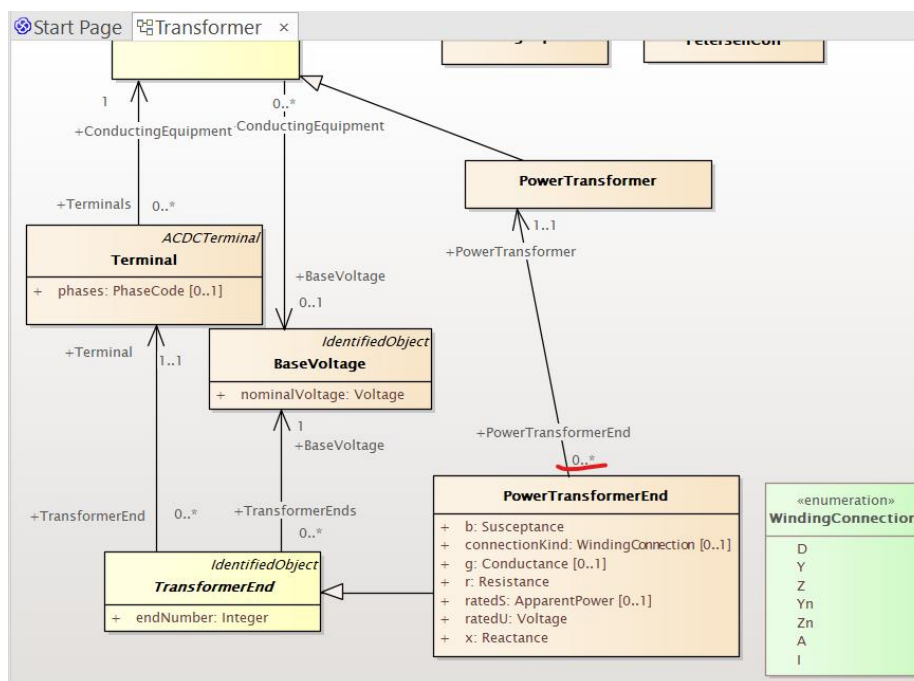 Start Page
Transformer ×
1
0..*
+ConductingEquipment
ConductingEquipment
PowerTransformer
+Terminals
0..*
1..1
ACDCTerminal
Terminal
+ phases: PhaseCode [0..1]
+PowerTransformer
+BaseVoltage
0..1
+Terminal
1..1
IdentifiedObject
BaseVoltage
+ nominalVoltage: Voltage
1
+BaseVoltage
+PowerTransformerEnd
0..*
+TransformerEnd
0..*
+TransformerEnds
0..*
IdentifiedObject
TransformerEnd
+ endNumber: Integer
PowerTransformerEnd
+ b: Susceptance
+ connectionKind: WindingConnection [0..1]
+ g: Conductance [0..1]
+ r: Resistance
+ ratedS: ApparentPower [0..1]
+ ratedU: Voltage
+ x: Reactance
«enumeration»
WindingConnection
D
Y
Z
Yn
Zn
A
I